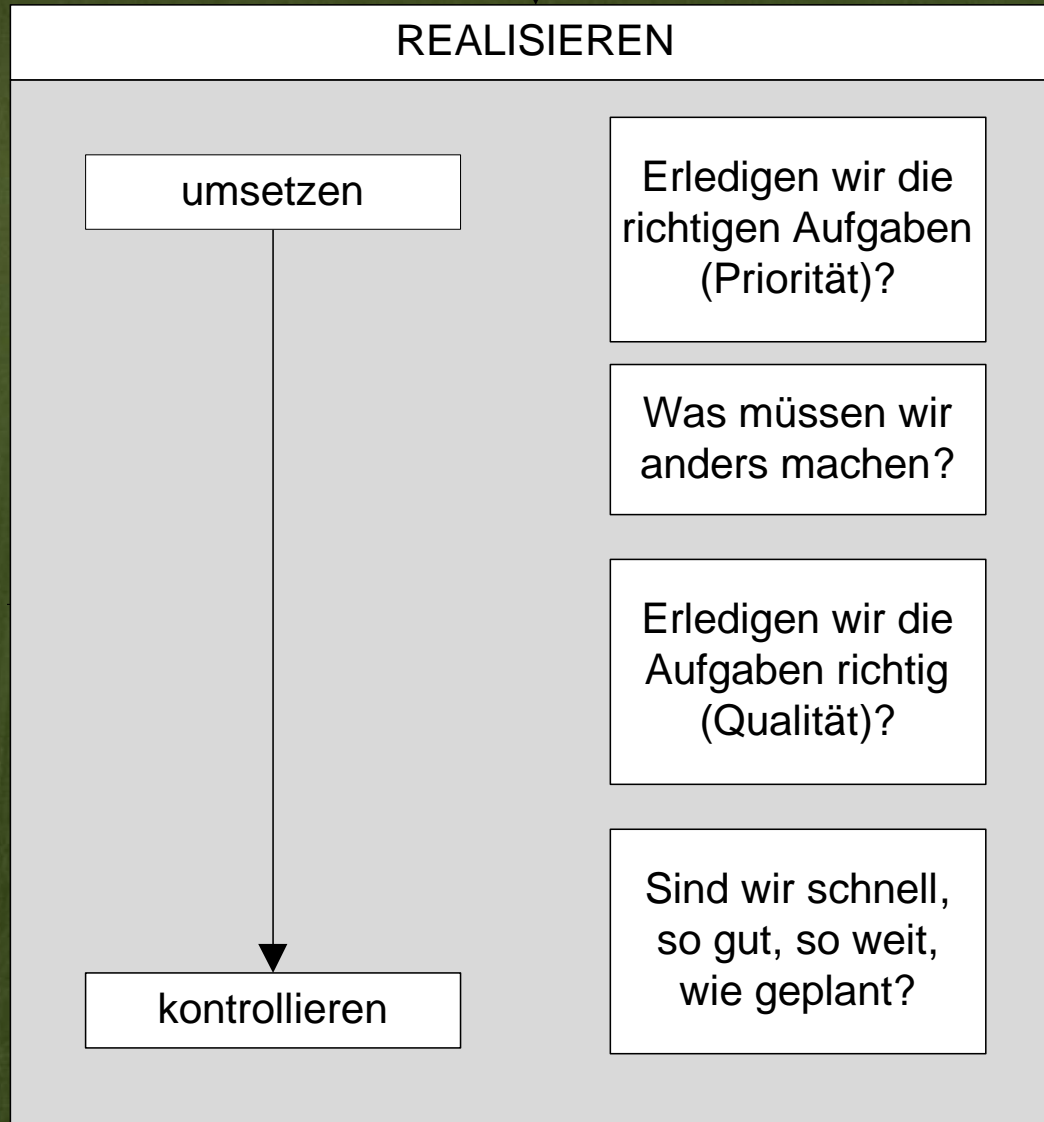 REALISIEREN
umsetzen
Erledigen wir die
richtigen Aufgaben
(Priorität)?
Was müssen wir
anders machen?
Erledigen wir die
Aufgaben richtig
(Qualität)?
Sind wir schnell,
so gut, so weit,
wie geplant?
kontrollieren